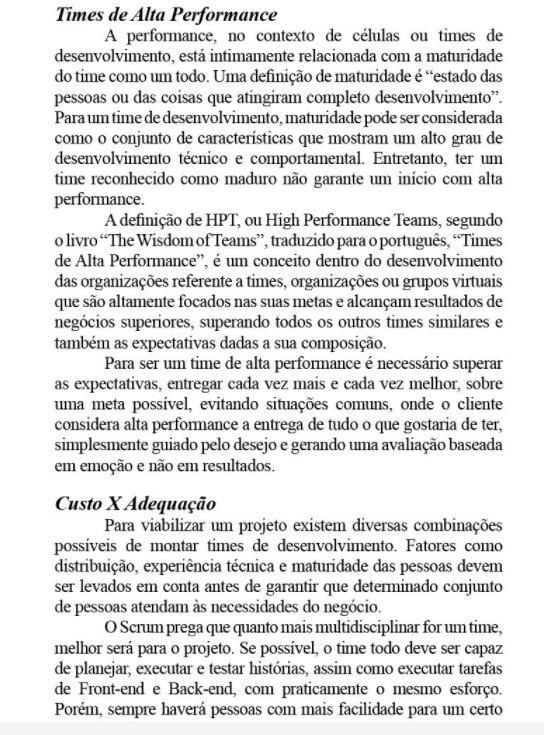 Times de Alta Performance
A performance, no contexto de células ou times de
desenvolvimento, está intimamente relacionada com a maturidade
do time como um todo. Uma definição de maturidade é “estado das
pessoas ou das coisas que atingiram completo desenvolvimento”.
Para um time de desenvolvimento, maturidade pode ser considerada
como o conjunto de características que mostram um alto grau de
desenvolvimento técnico e comportamental. Entretanto, ter um
time reconhecido como maduro não garante um início com alta
performance.
A definição de HPT, ou High Performance Teams, segundo
o livro “The Wisdom of Teams”, traduzido para o português, “Times
de Alta Performance”, é um conceito dentro do desenvolvimento
das organizações referente a times, organizações ou grupos virtuais
que são altamente focados nas suas metas e alcançam resultados de
negócios superiores, superando todos os outros times similares e
também as expectativas dadas a sua composição.
Para ser um time de alta performance é necessário superar
as expectativas, entregar cada vez mais e cada vez melhor, sobre
uma meta possível, evitando situações comuns, onde o cliente
considera alta performance a entrega de tudo o que gostaria de ter,
simplesmente guiado pelo desejo e gerando uma avaliação baseada
em emoção e não em resultados.
Custo X Adequação
Para viabilizar um projeto existem diversas combinações
possíveis de montar times de desenvolvimento. Fatores como
distribuição, experiência técnica e maturidade das pessoas devem
ser levados em conta antes de garantir que determinado conjunto
de pessoas atendam às necessidades do negócio.
O Scrum prega que quanto mais multidisciplinar for um time,
melhor será para o projeto. Se possível, o time todo deve ser capaz
de planejar, executar e testar histórias, assim como executar tarefas
de Front-end e Back-end, com praticamente o mesmo esforço.
Porém, sempre haverá pessoas com mais facilidade para um certo